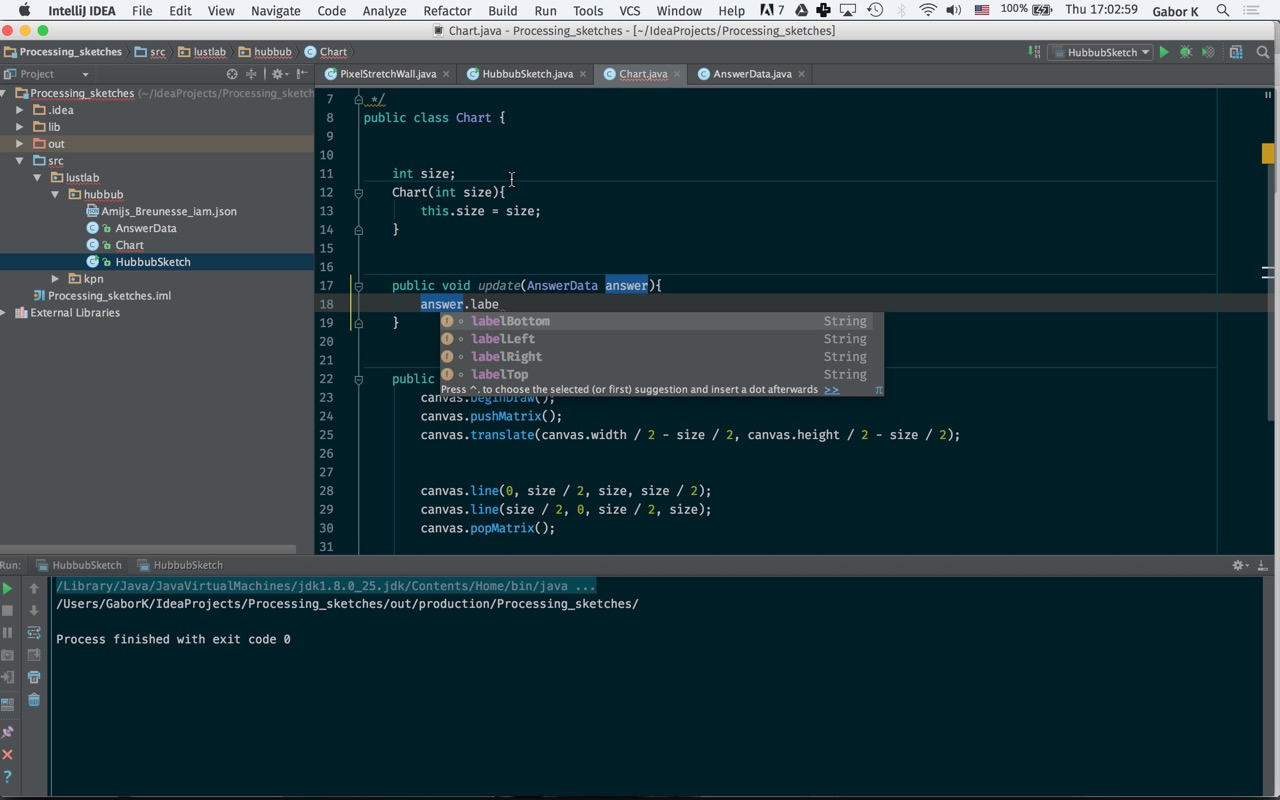 IntelliJ IDEA File Edit View Navigate Code Analyze Refactor Build Run Tools VCS Window Help 7 100% Thu 17:02:59 Gabor K
Chart.java - Processing_sketches - [~/IdeaProjects/Processing_sketches]
Processing_sketches src lustlab hubbub Chart HubbubSketch
Project PixelStretchWall.java HubbubSketch.java Chart.java AnswerData.java
Processing_sketches (~/IdeaProjects/Processing_sketch
.idea
lib
out
src
lustlab
hubbub
Amijs_Breunesse_iam.json
AnswerData
Chart
HubbubSketch
kpn
Processing_sketches.iml
External Libraries
7 */
8 public class Chart {
9
10
11 int size;
12 Chart(int size){
13 this.size = size;
14 }
15
16
17 public void update(AnswerData answer){
18 answer.labe
19 }
20
21
22 public
23 canvas.beginDraw();
24 canvas.pushMatrix();
25 canvas.translate(canvas.width / 2 - size / 2, canvas.height / 2 - size / 2);
26
27
28 canvas.line(0, size / 2, size, size / 2);
29 canvas.line(size / 2, 0, size / 2, size);
30 canvas.popMatrix();
31
f labelBottom String
f labelLeft String
f labelRight String
f labelTop String
Press ^. to choose the selected (or first) suggestion and insert a dot afterwards >> π
Run: HubbubSketch HubbubSketch
/Library/Java/JavaVirtualMachines/jdk1.8.0_25.jdk/Contents/Home/bin/java ...
/Users/GaborK/IdeaProjects/Processing_sketches/out/production/Processing_sketches/
Process finished with exit code 0